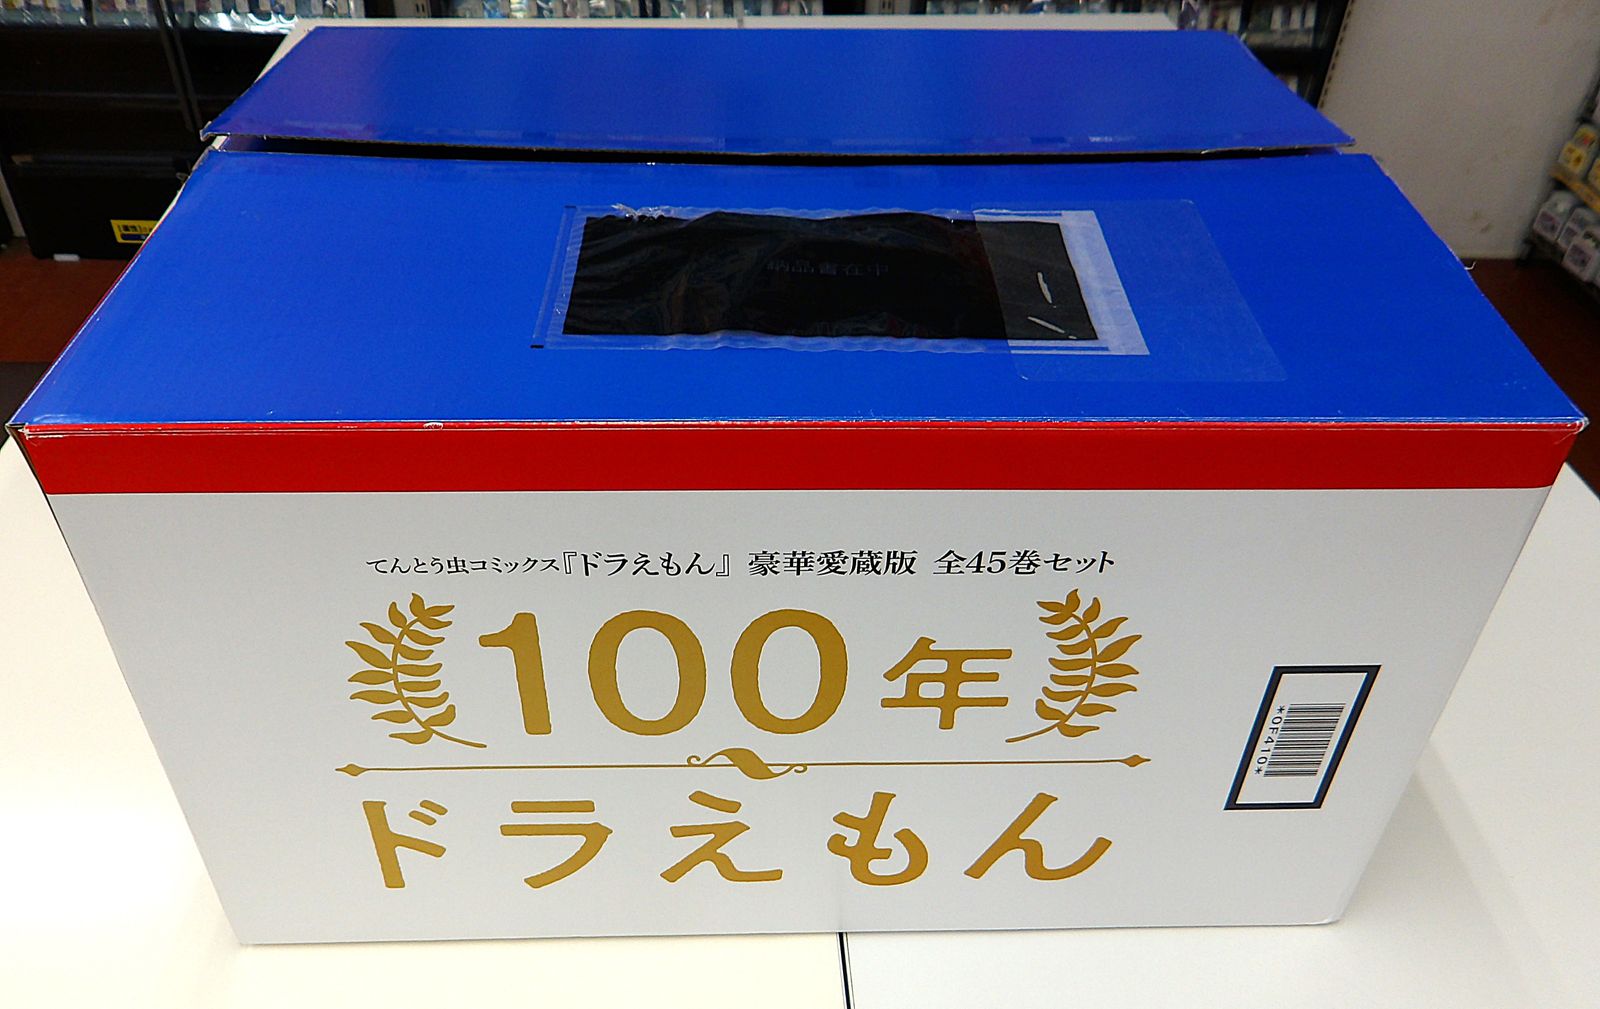 納品書在中
てんとう虫コミックス『ドラえもん』 豪華愛蔵版 全45巻セット
100年
ドラえもん
*0F410*